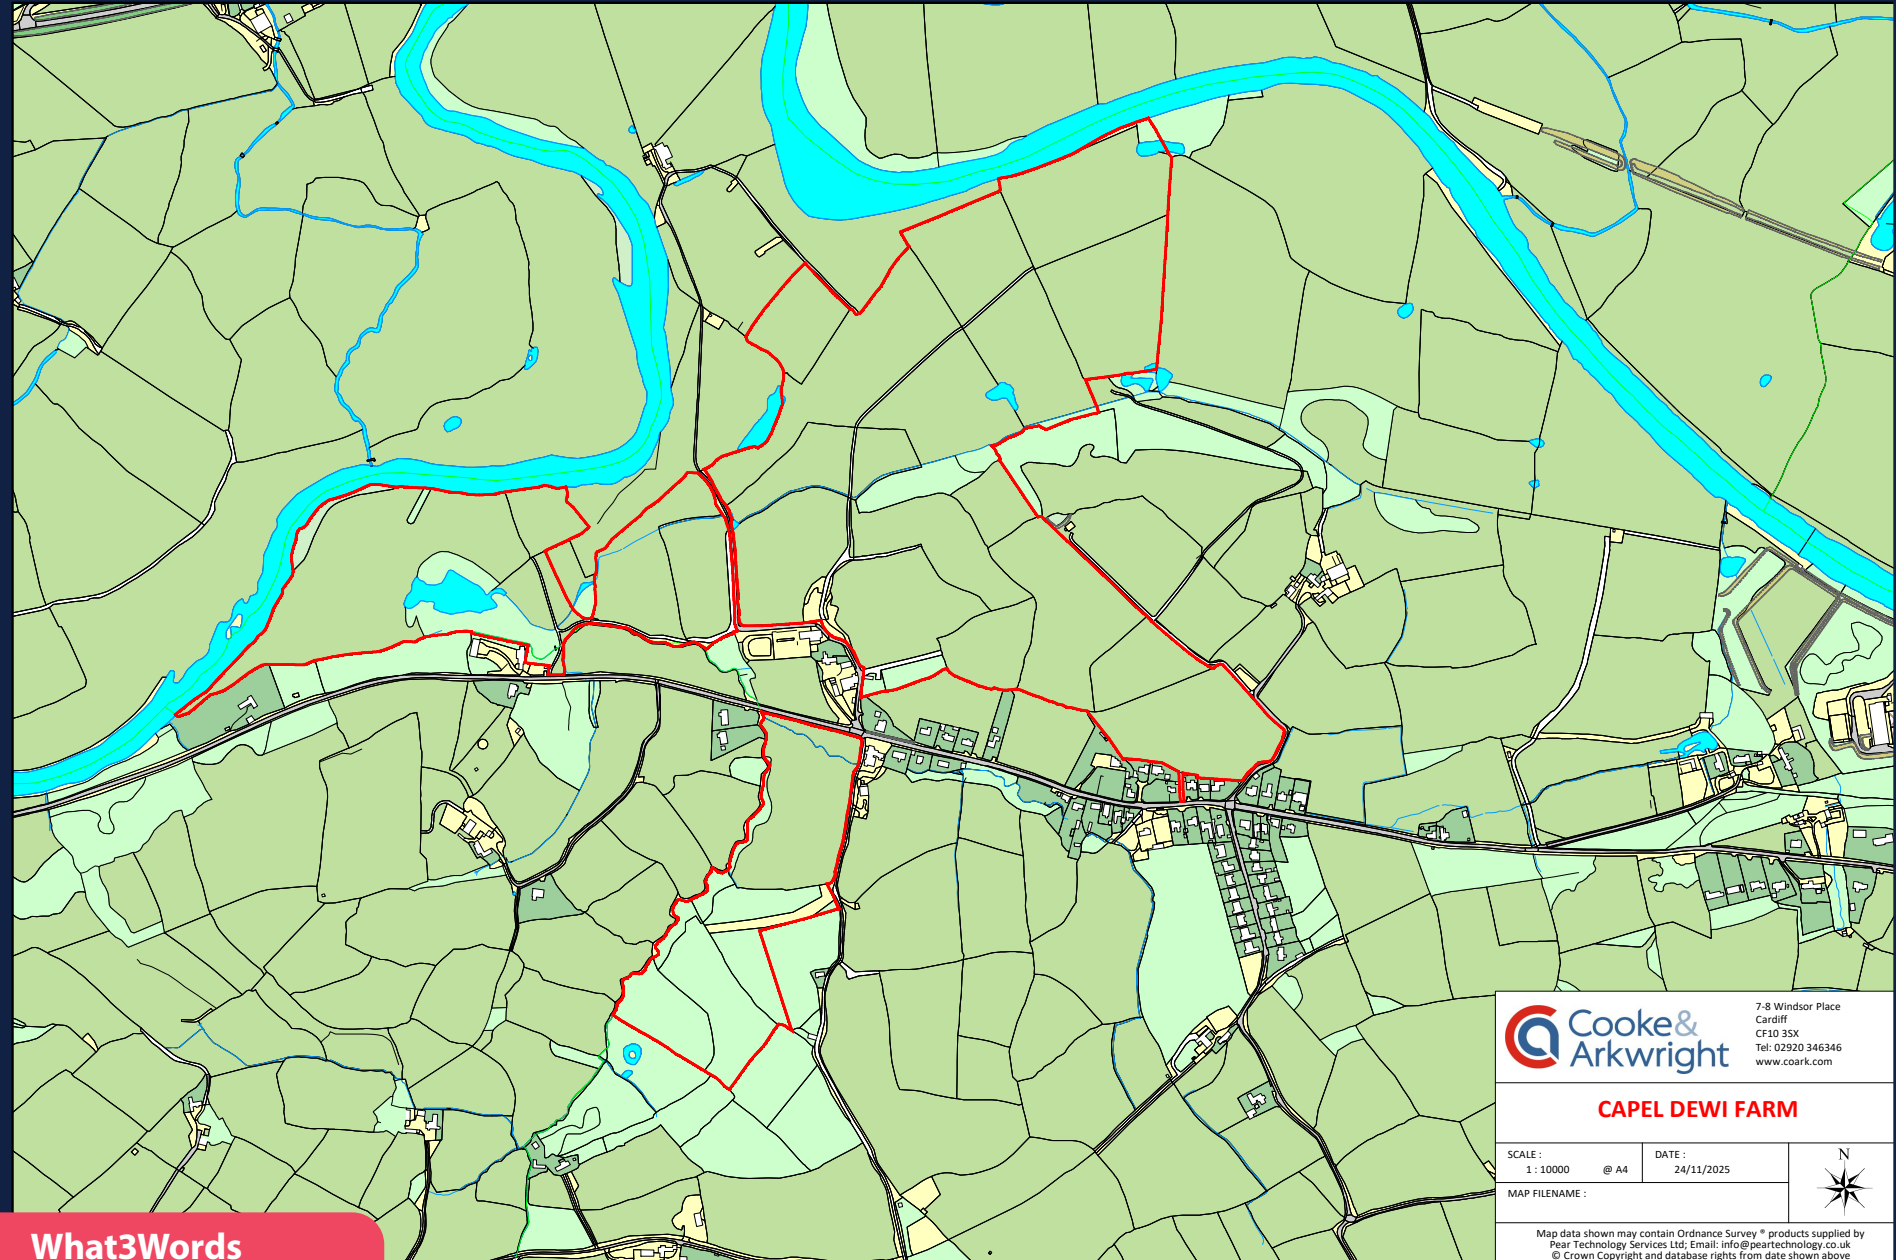 Cooke&
Arkwright
7-8 Windsor Place
Cardiff
CF10 3SX
Tel: 02920 346346
www.coark.com
CAPEL DEWI FARM
SCALE :
1 : 10000 @ A4
DATE :
24/11/2025
N
MAP FILENAME :
Map data shown may contain Ordnance Survey ® products supplied by
Pear Technology Services Ltd; Email: info@peartechnology.co.uk
© Crown Copyright and database rights from date shown above
What3Words